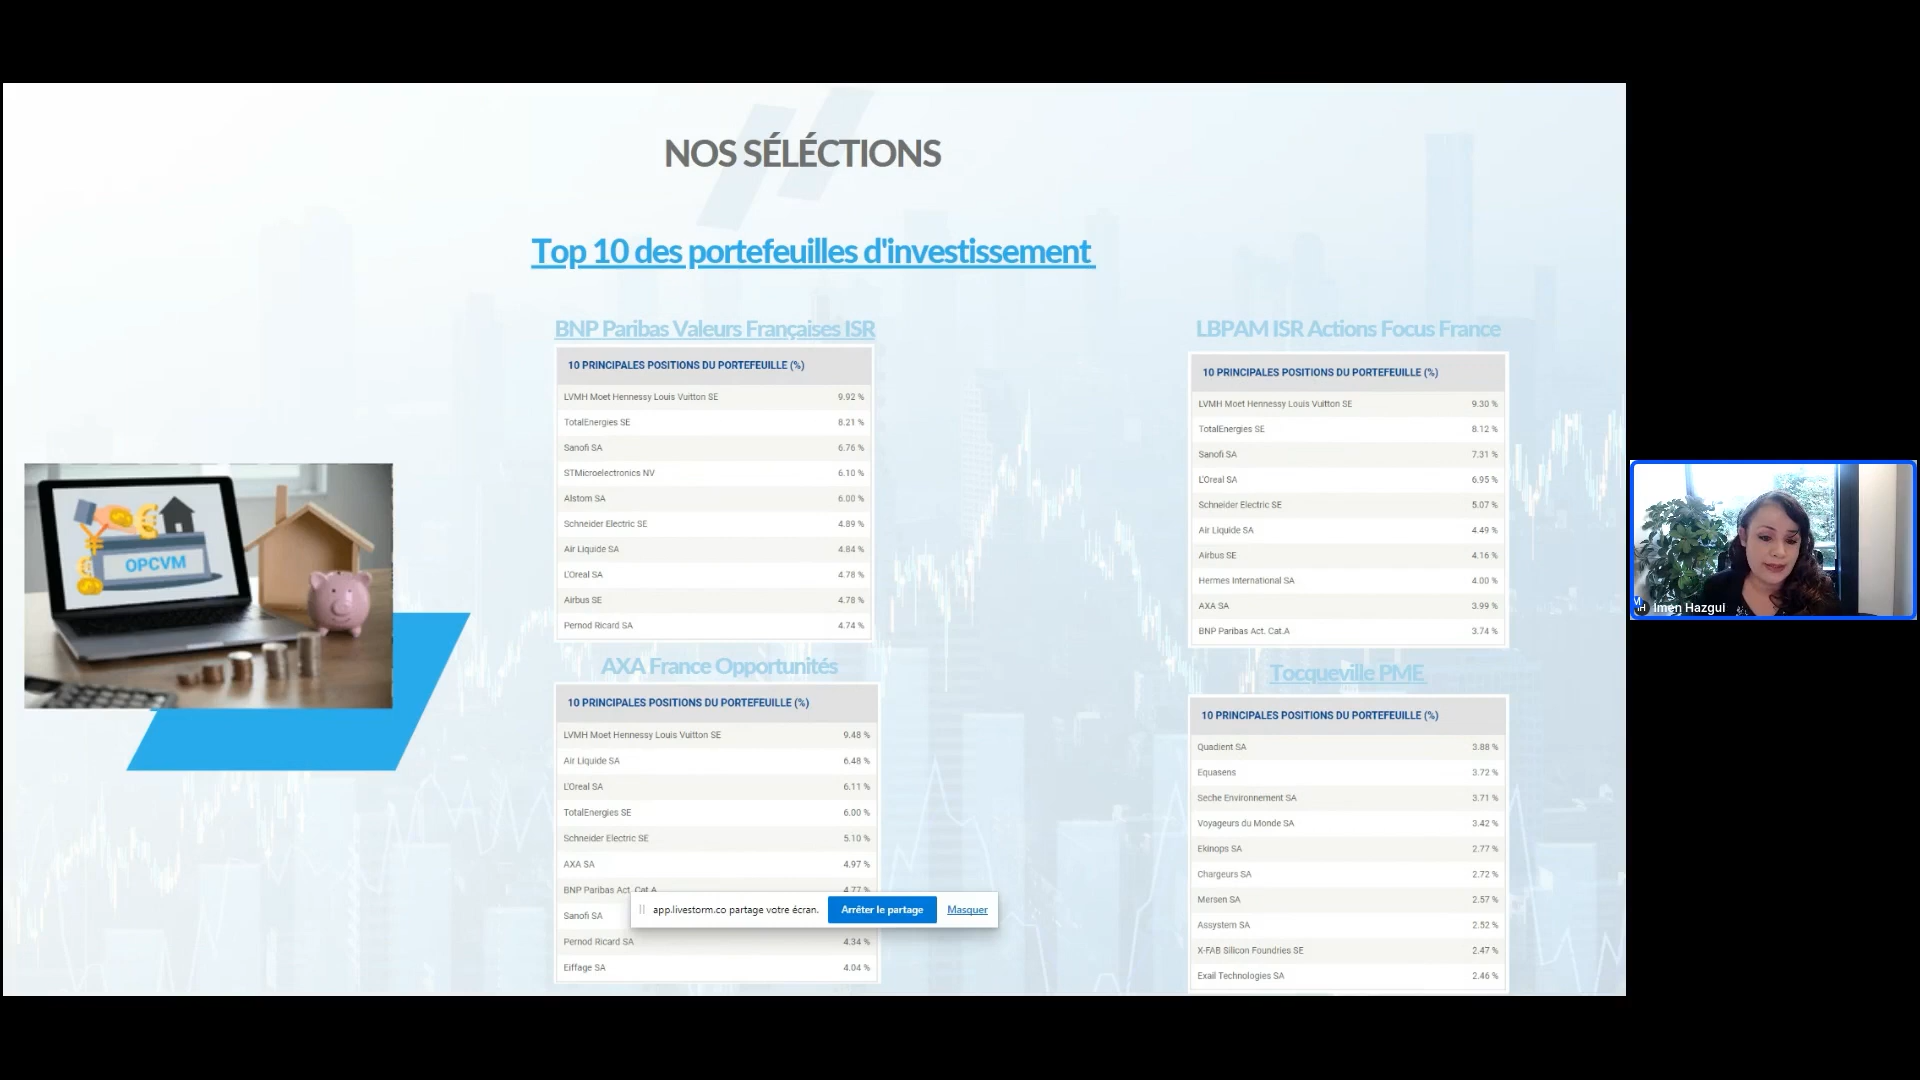 NOS SÉLÉCTIONS
Top 10 des portefeuilles d'investissement
BNP Paribas Valeurs Françaises ISR
10 PRINCIPALES POSITIONS DU PORTEFEUILLE (%)
LVMH Moet Hennessy Louis Vuitton SE 9.92 %
TotalEnergies SE 8.21 %
Sanofi SA 6.76 %
STMicroelectronics NV 6.10 %
Alstom SA 6.00 %
Schneider Electric SE 4.89 %
Air Liquide SA 4.84 %
L'Oreal SA 4.78 %
Airbus SE 4.78 %
Pernod Ricard SA 4.74 %
LBPAM ISR Actions Focus France
10 PRINCIPALES POSITIONS DU PORTEFEUILLE (%)
LVMH Moet Hennessy Louis Vuitton SE 9.30 %
TotalEnergies SE 8.12 %
Sanofi SA 7.31 %
L'Oreal SA 6.95 %
Schneider Electric SE 5.07 %
Air Liquide SA 4.49 %
Airbus SE 4.16 %
Hermes International SA 4.00 %
AXA SA 3.99 %
BNP Paribas Act. Cat.A 3.74 %
OPCVM
AXA France Opportunités
10 PRINCIPALES POSITIONS DU PORTEFEUILLE (%)
LVMH Moet Hennessy Louis Vuitton SE 9.48 %
Air Liquide SA 6.48 %
L'Oreal SA 6.11 %
TotalEnergies SE 6.00 %
Schneider Electric SE 5.10 %
AXA SA 4.97 %
BNP Paribas Act. Cat.A 4.77 %
Sanofi SA
Pernod Ricard SA 4.34 %
Eiffage SA 4.04 %
app.livestorm.co partage votre écran. Arrêter le partage Masquer
Tocqueville PME
10 PRINCIPALES POSITIONS DU PORTEFEUILLE (%)
Quadient SA 3.88 %
Equasens 3.72 %
Seche Environnement SA 3.71 %
Voyageurs du Monde SA 3.42 %
Ekinops SA 2.77 %
Chargeurs SA 2.72 %
Mersen SA 2.57 %
Assystem SA 2.52 %
X-FAB Silicon Foundries SE 2.47 %
Exail Technologies SA 2.46 %
Imen Hazgui